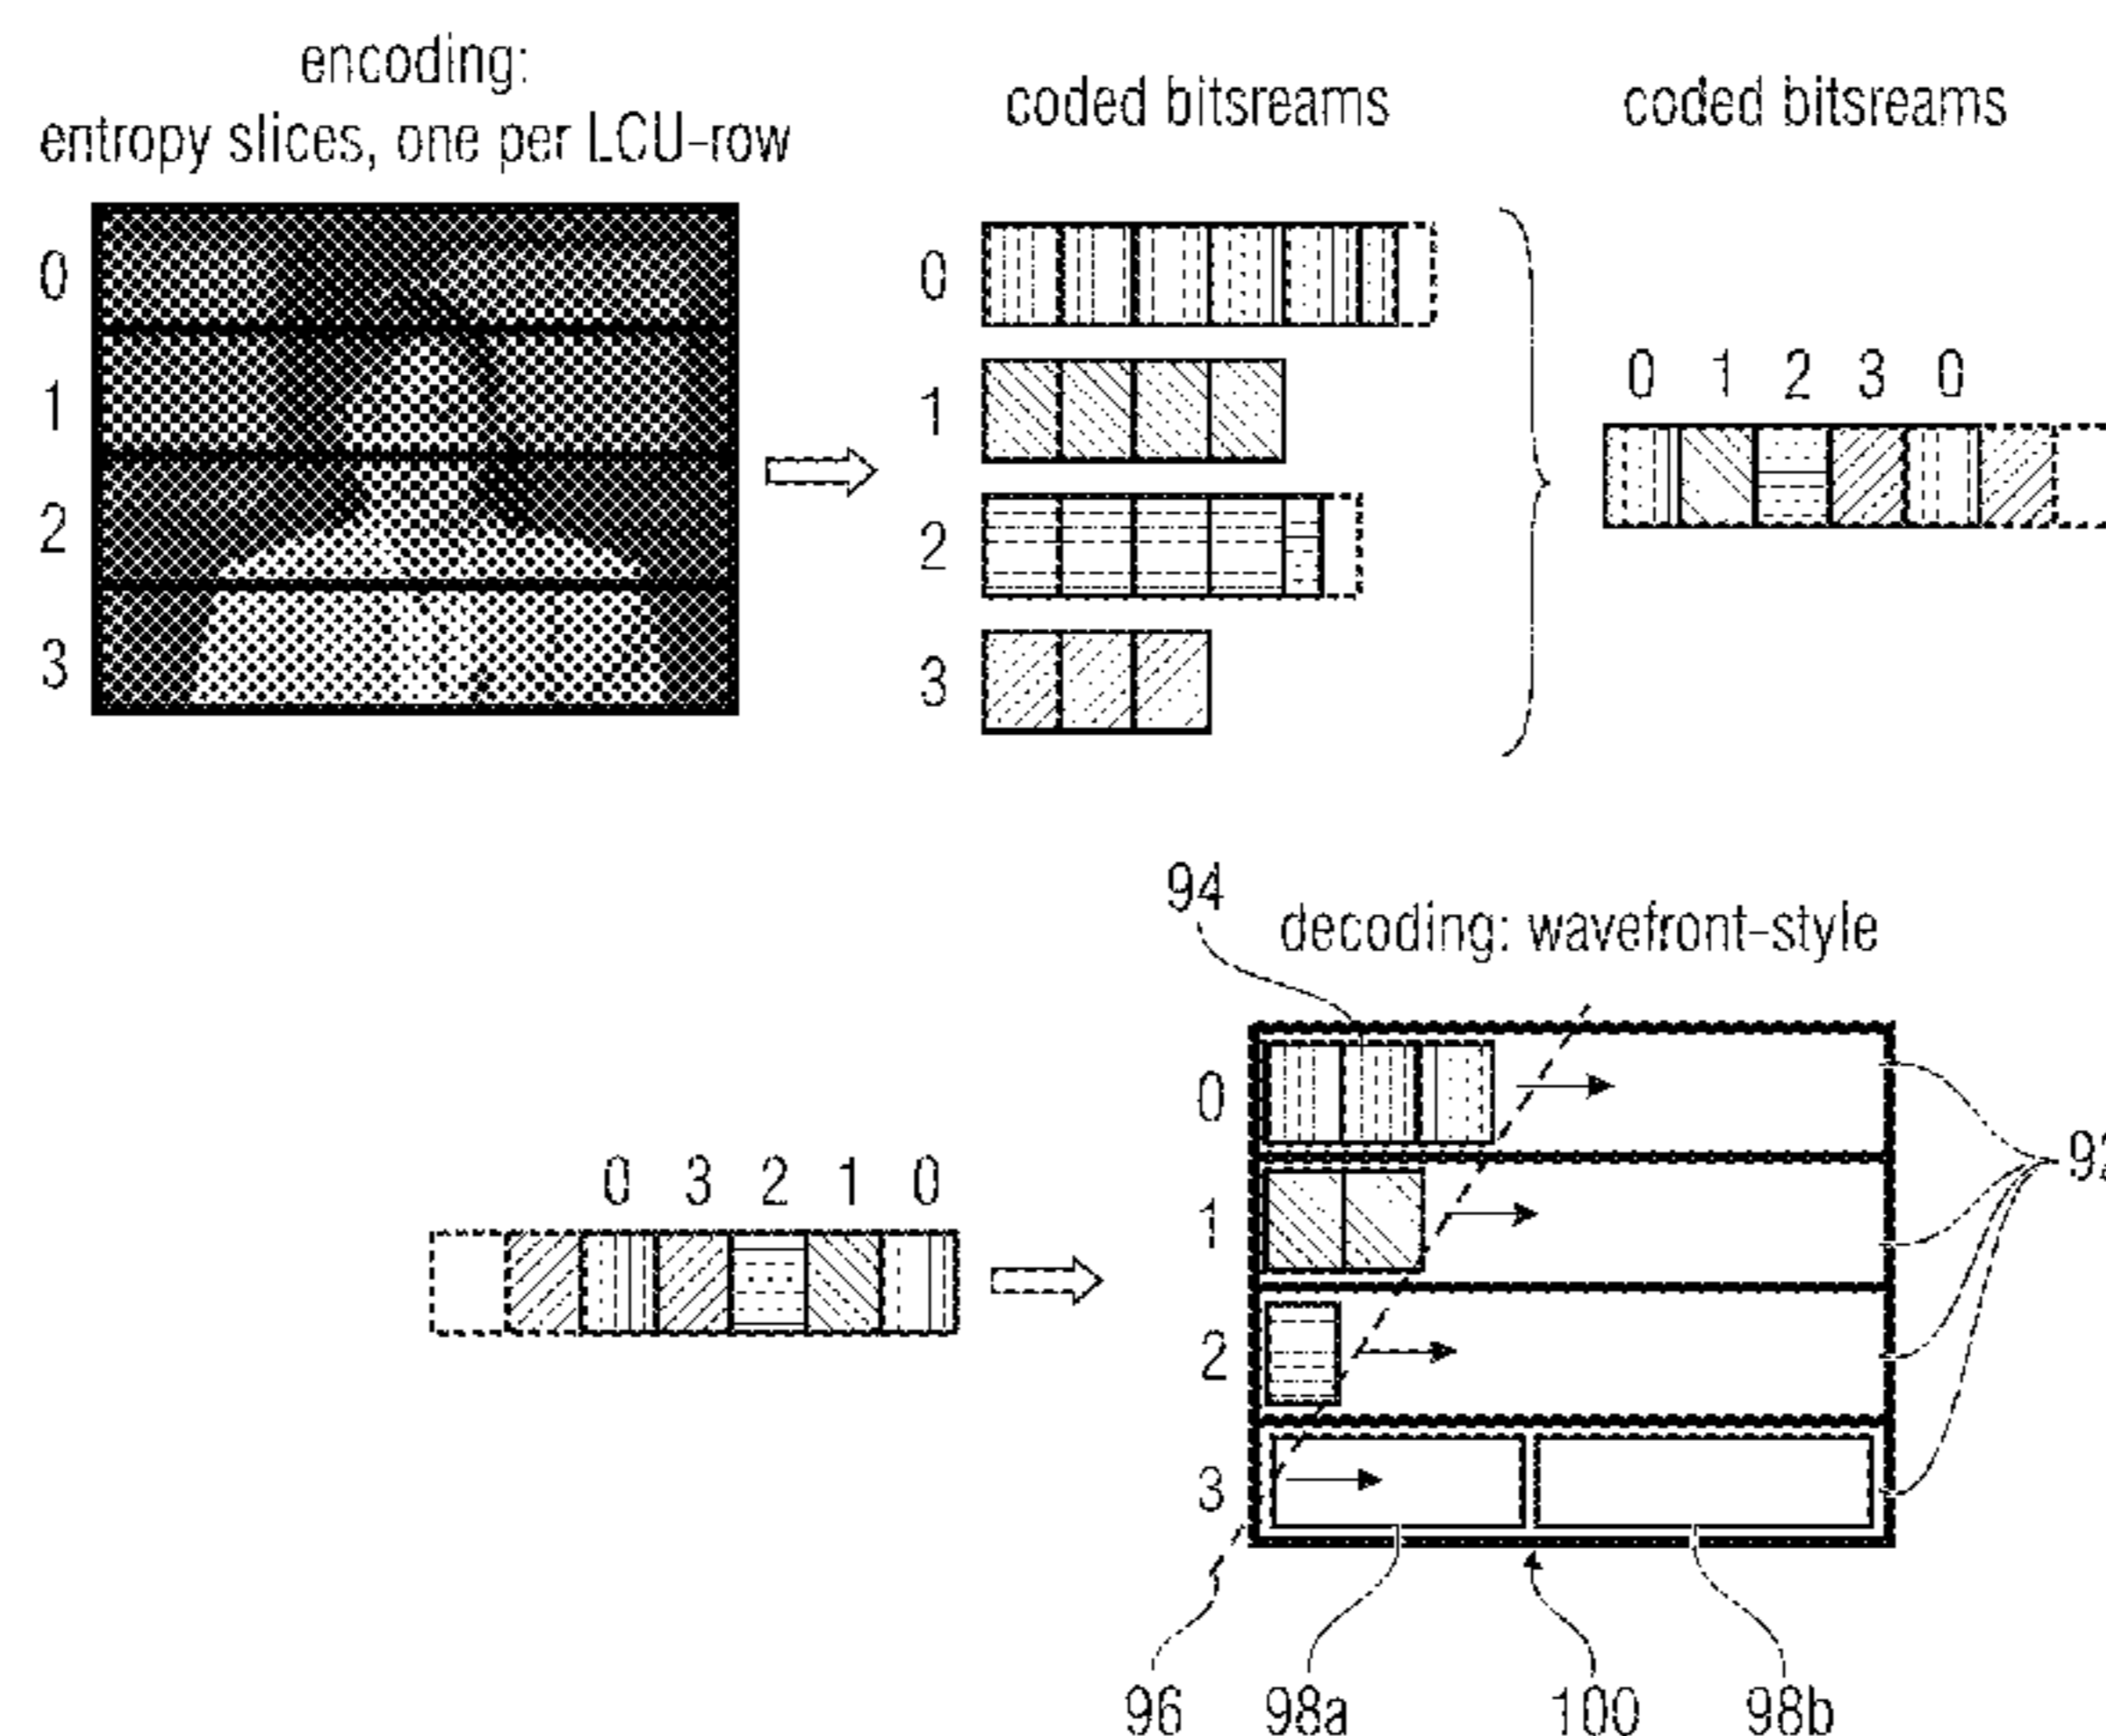 encoding:
entropy slices, one per LCU-row
coded bitsreams
coded bitsreams
0
1
2
3
0
1
2
3
0 1 2 3 0
94
decoding: wavefront-style
0
1
2
3
92
0 3 2 1 0
96
98a
100
98b